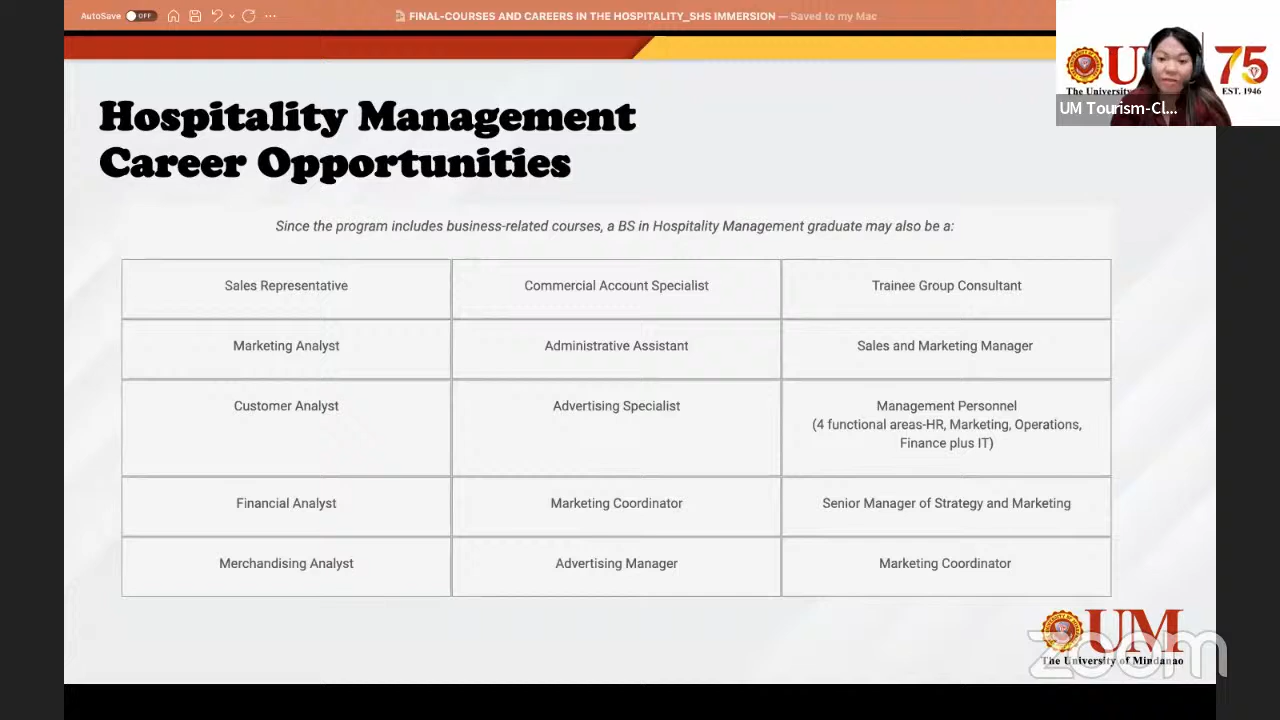 AutoSave OFF
FINAL-COURSES AND CAREERS IN THE HOSPITALITY_SHS IMMERSION — Saved to my Mac
U
75
The Univers
EST. 1946
UM Tourism-Cl...
Hospitality Management
Career Opportunities
Since the program includes business-related courses, a BS in Hospitality Management graduate may also be a:
Sales Representative
Commercial Account Specialist
Trainee Group Consultant
Marketing Analyst
Administrative Assistant
Sales and Marketing Manager
Customer Analyst
Advertising Specialist
Management Personnel
(4 functional areas-HR, Marketing, Operations,
Finance plus IT)
Financial Analyst
Marketing Coordinator
Senior Manager of Strategy and Marketing
Merchandising Analyst
Advertising Manager
Marketing Coordinator
UM
The University of Mindanao
zoom